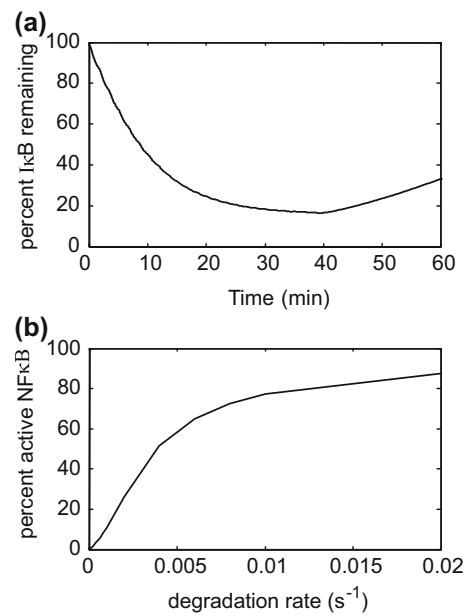 (a)
100
80
60
40
20
0
percent IκB remaining
0 10 20 30 40 50 60
Time (min)
(b)
100
80
60
40
20
0
percent active NFκB
0 0.005 0.01 0.015 0.02
degradation rate (s-1)